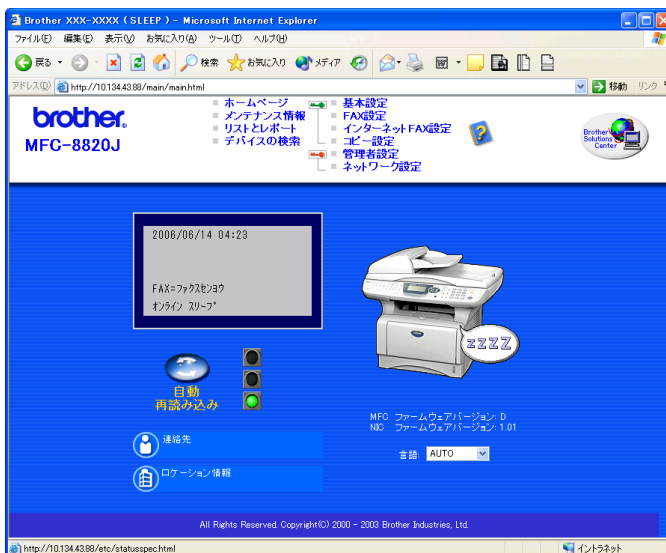 Brother XXX-XXXX ( SLEEP ) - Microsoft Internet Explorer
ファイル(F) 編集(E) 表示(V) お気に入り(A) ツール(T) ヘルプ(H)
戻る 検索 お気に入り メディア
アドレス(D) http://10.134.43.88/main/main.html 移動 リンク
brother.
MFC-8820J
ホームページ
メンテナンス情報
リストとレポート
デバイスの検索
基本設定
FAX設定
インターネットFAX設定
コピー設定
管理者設定
ネットワーク設定
Brother
Solutions
Center
2006/06/14 04:23
FAX=ファクスセンヨウ
オンライン スリープ
zzzz
自動
再読み込み
MFC ファームウェアバージョン: D
NIC ファームウェアバージョン: 1.01
言語: AUTO
連絡先
ロケーション情報
All Rights Reserved. Copyright(C) 2000 - 2003 Brother Industries, Ltd.
http://10.134.43.88/etc/statusspec.html イントラネット